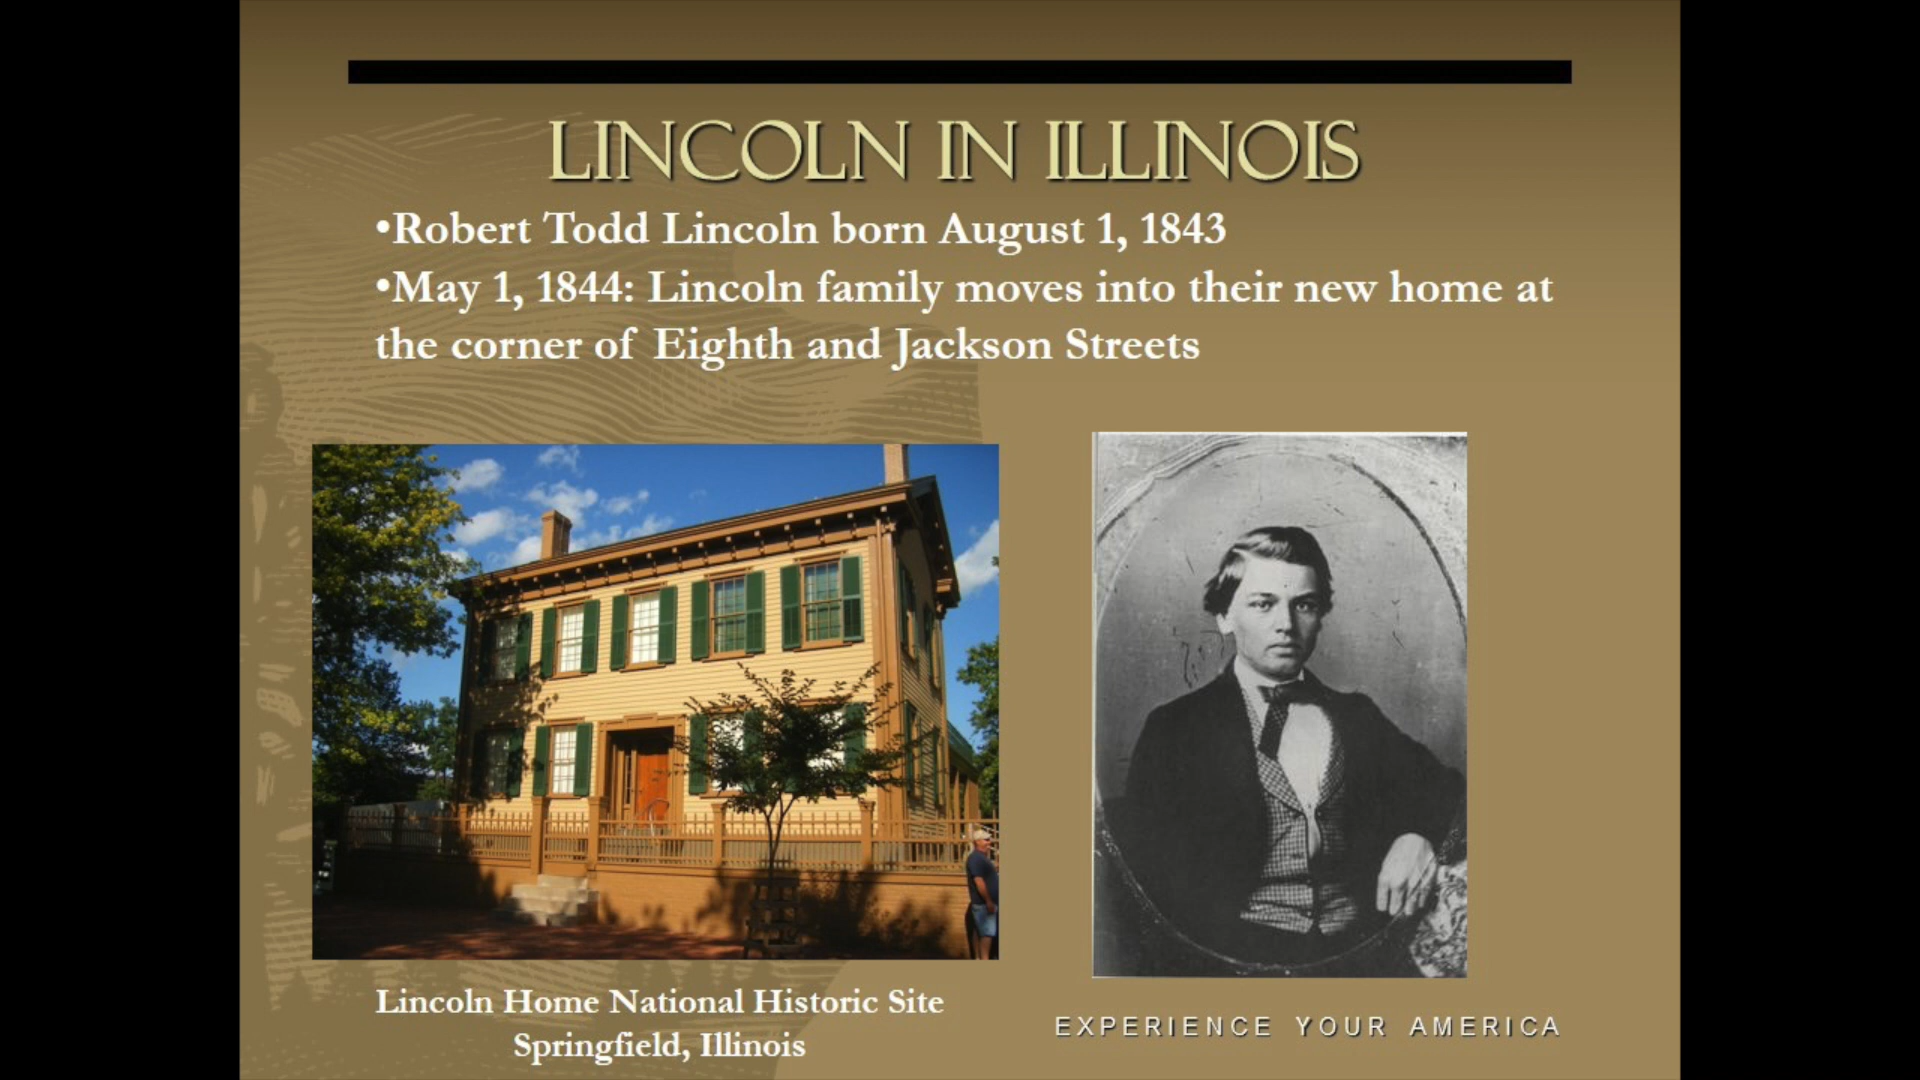 LINCOLN IN ILLINOIS
•Robert Todd Lincoln born August 1, 1843
•May 1, 1844: Lincoln family moves into their new home at
the corner of Eighth and Jackson Streets
Lincoln Home National Historic Site
Springfield, Illinois
EXPERIENCE YOUR AMERICA